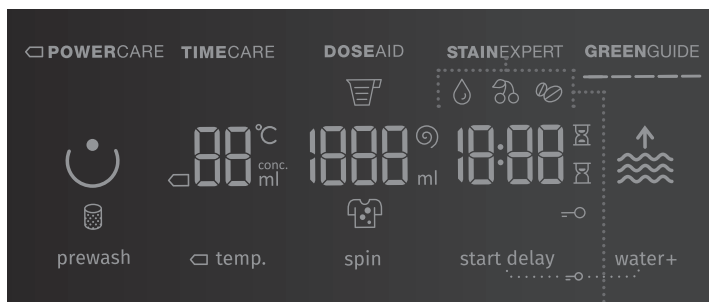 POWERCARE TIMECARE DOSEAID STAINEXPERT GREENGUIDE
88 °C 1888 18:88
conc.
ml ml
prewash temp. spin start delay water+